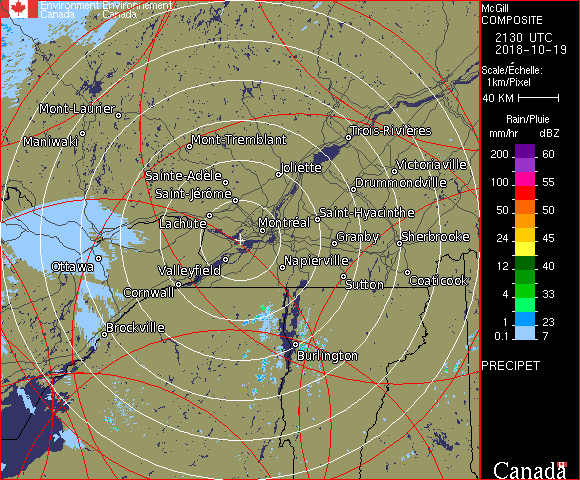 Environment Environnement
Canada Canada
McGill
COMPOSITE
2130 UTC
2018-10-19
Scale/Échelle:
1km/Pixel
40 KM
Rain/Pluie
mm/hr dBZ
200 60
155
100 55
50 50
24 45
12 40
4 33
1 23
0.1 7
PRECIPET
Canada
Mont-Laurier
Maniwaki
Mont-Tremblant
Trois-Rivières
Sainte-Adèle
Joliette
Victoriaville
Saint-Jérôme
Drummondville
Lachute
Montréal
Saint-Hyacinthe
Granby
Sherbrooke
Ottawa
Valleyfield
Napierville
Cornwall
Sutton
Coaticook
Brockville
Burlington